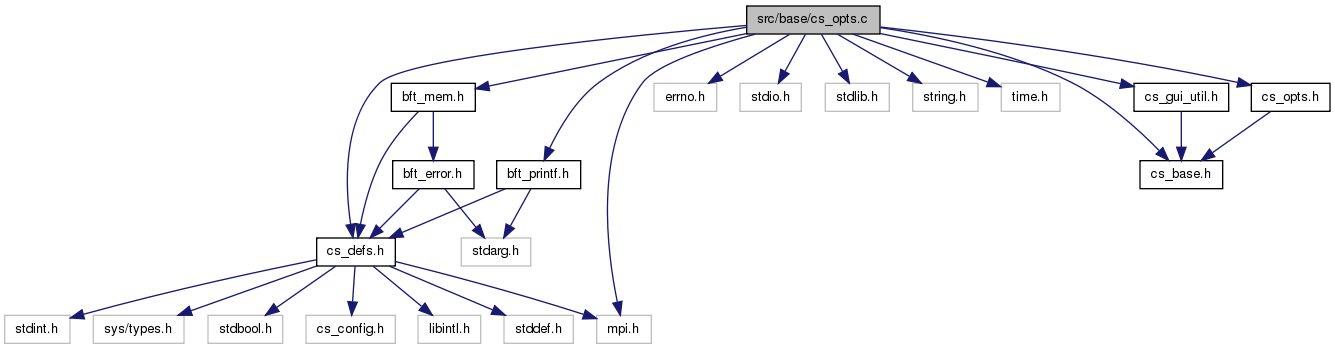 src/base/cs_opts.c
bft_mem.h
errno.h
stdio.h
stdlib.h
string.h
time.h
cs_gui_util.h
cs_opts.h
bft_error.h
bft_printf.h
cs_base.h
cs_defs.h
stdarg.h
stdint.h
sys/types.h
stdbool.h
cs_config.h
libintl.h
stddef.h
mpi.h